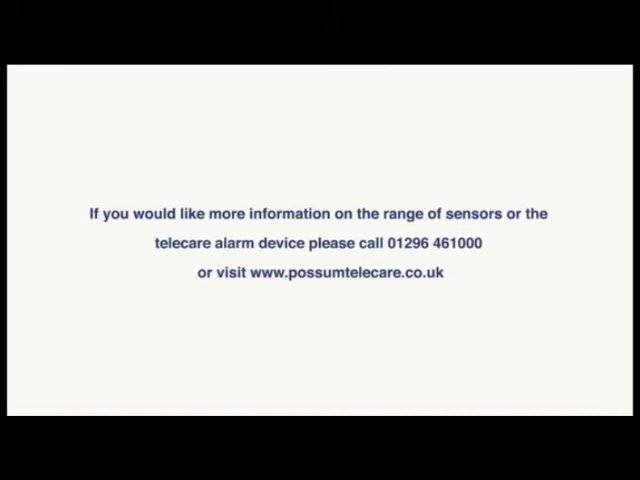 If you would like more information on the range of sensors or the
telecare alarm device please call 01296 461000
or visit www.possumtelecare.co.uk